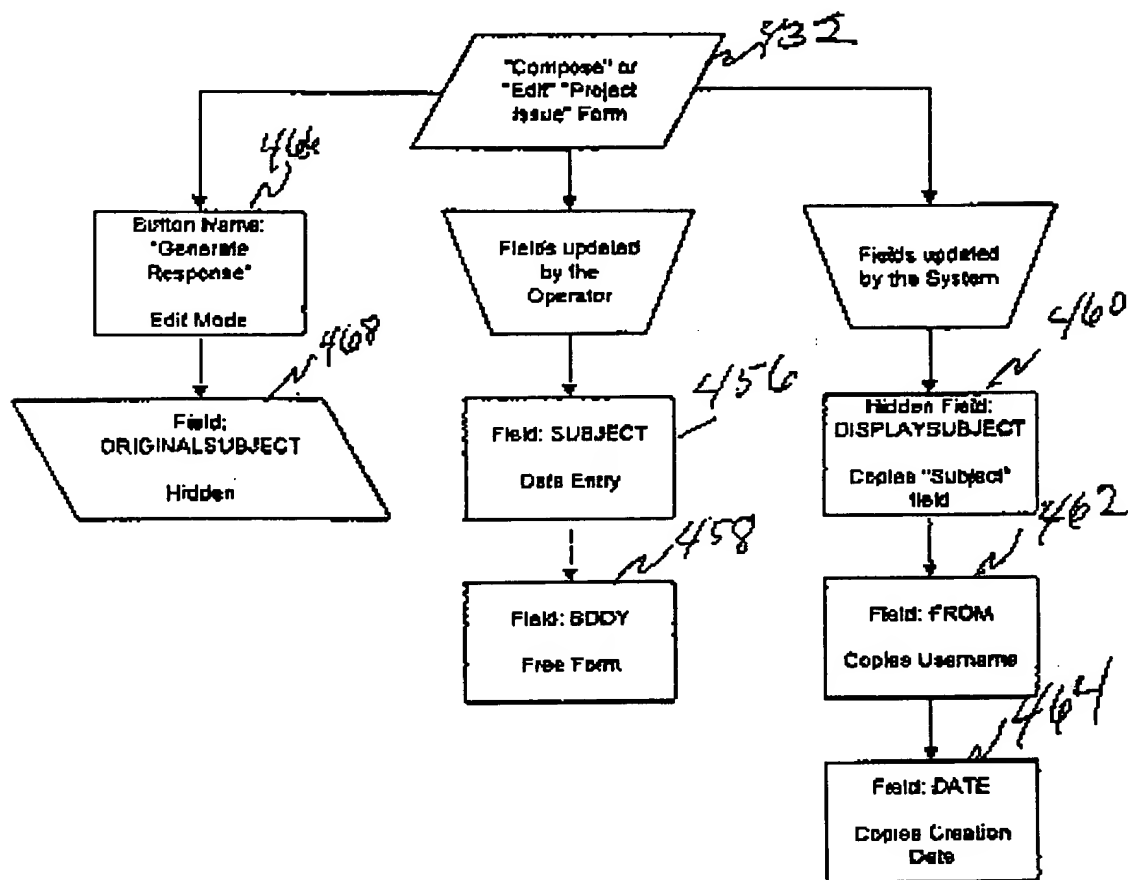 432
"Compose" or
"Edit" "Project
Issue" Form
466
Button Name:
"Generate
Response"
Edit Mode
Fields updated
by the
Operator
Fields updated
by the System
468
Field:
ORIGINALSUBJECT
Hidden
456
Field: SUBJECT
Data Entry
460
Hidden Field:
DISPLAYSUBJECT
Copies "Subject"
field
458
Field: BODY
Free Form
462
Field: FROM
Copies Username
464
Field: DATE
Copies Creation
Date